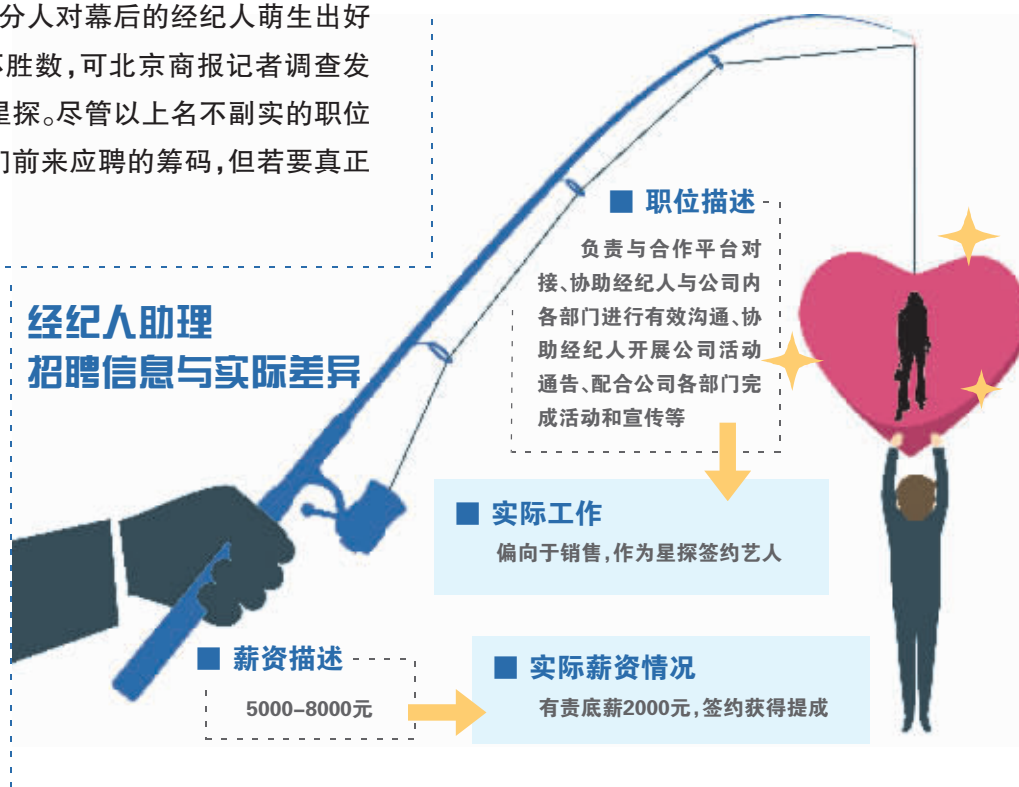 分人对幕后的经纪人萌生出好
不胜数,可北京商报记者调查发
星探。尽管以上名不副实的职位
们前来应聘的筹码,但若要真正
经纪人助理
招聘信息与实际差异
■ 职位描述
负责与合作平台对
接、协助经纪人与公司内
各部门进行有效沟通、协
助经纪人开展公司活动
通告、配合公司各部门完
成活动和宣传等
■ 实际工作
偏向于销售,作为星探签约艺人
■ 薪资描述
5000-8000元
■ 实际薪资情况
有责底薪2000元,签约获得提成